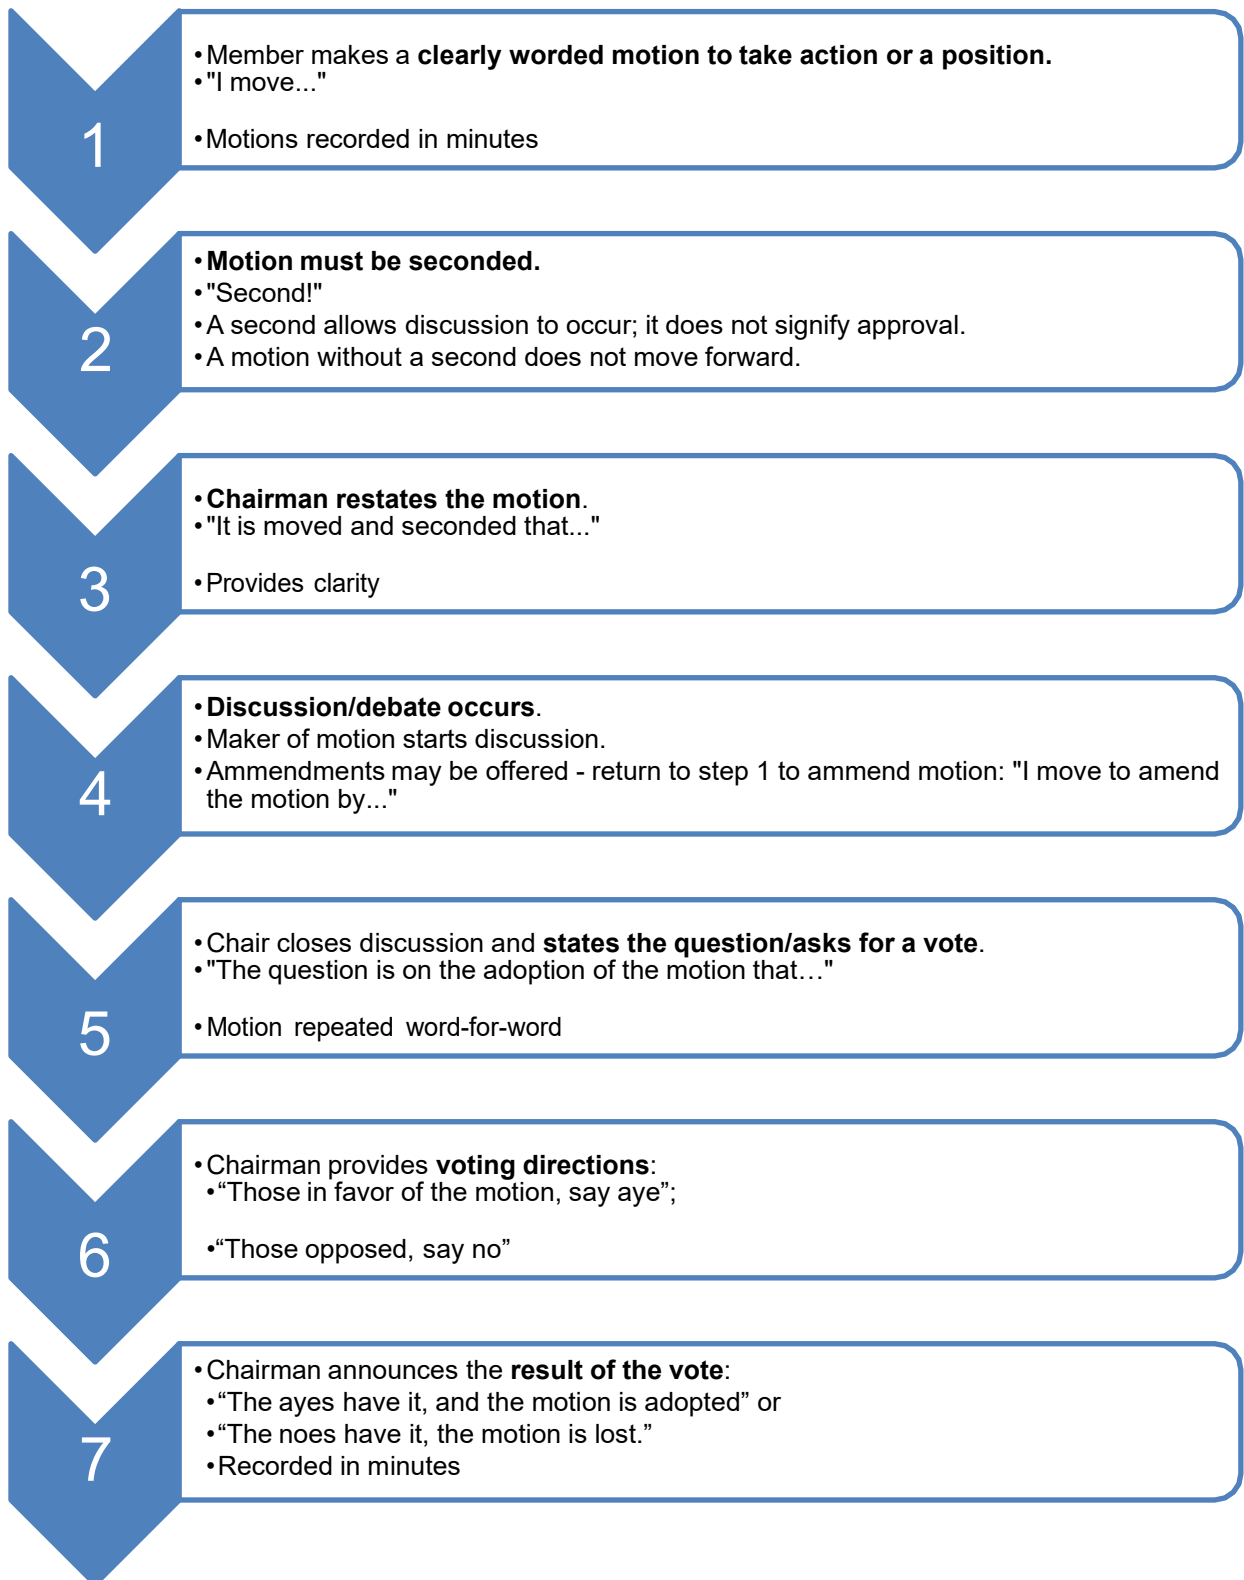 1
•Member makes a clearly worded motion to take action or a position.
•"I move..."
•Motions recorded in minutes
2
•Motion must be seconded.
•"Second!"
•A second allows discussion to occur; it does not signify approval.
•A motion without a second does not move forward.
3
•Chairman restates the motion.
•"It is moved and seconded that..."
•Provides clarity
4
•Discussion/debate occurs.
•Maker of motion starts discussion.
•Ammendments may be offered - return to step 1 to ammend motion: "I move to amend
the motion by..."
5
•Chair closes discussion and states the question/asks for a vote.
•"The question is on the adoption of the motion that…"
•Motion repeated word-for-word
6
•Chairman provides voting directions:
•“Those in favor of the motion, say aye”;
•“Those opposed, say no”
7
•Chairman announces the result of the vote:
•“The ayes have it, and the motion is adopted” or
•“The noes have it, the motion is lost.”
•Recorded in minutes